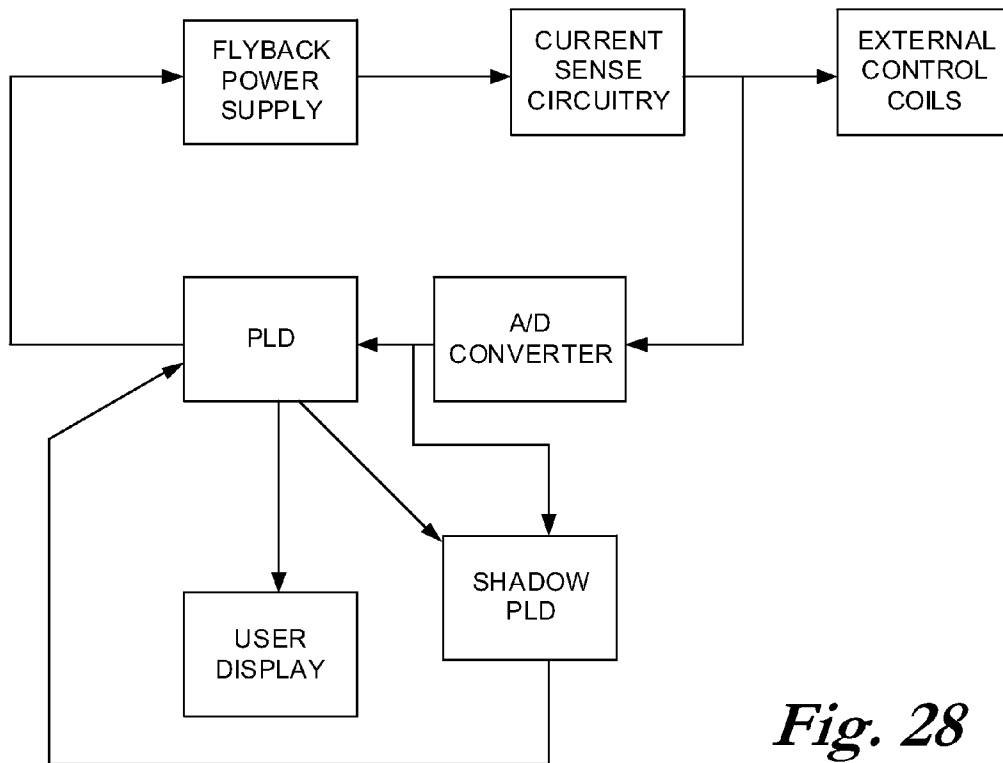 FLYBACK
POWER
SUPPLY
CURRENT
SENSE
CIRCUITRY
EXTERNAL
CONTROL
COILS
PLD
A/D
CONVERTER
USER
DISPLAY
SHADOW
PLD
Fig. 28